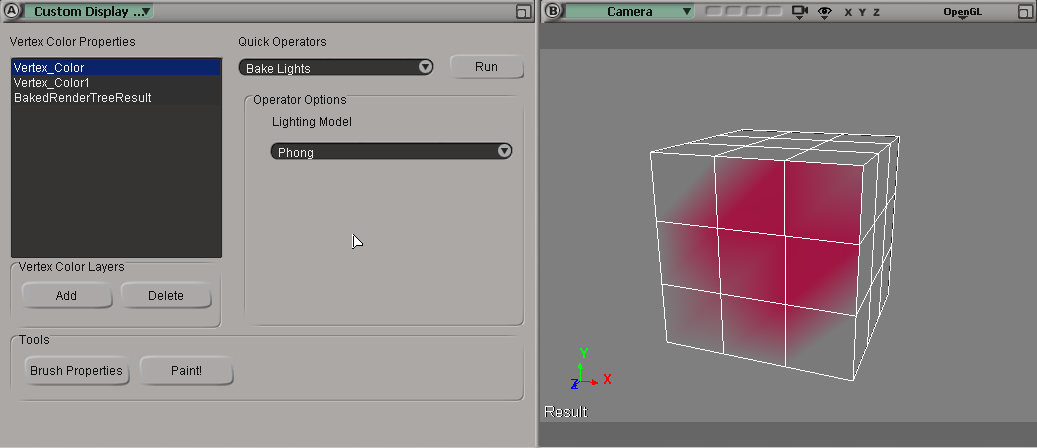 A Custom Display ...
B Camera X Y Z OpenGL
Vertex Color Properties
Vertex_Color
Vertex_Color1
BakedRenderTreeResult
Quick Operators
Bake Lights
Run
Operator Options
Lighting Model
Phong
Vertex Color Layers
Add
Delete
Tools
Brush Properties
Paint!
Y
Z
X
Result